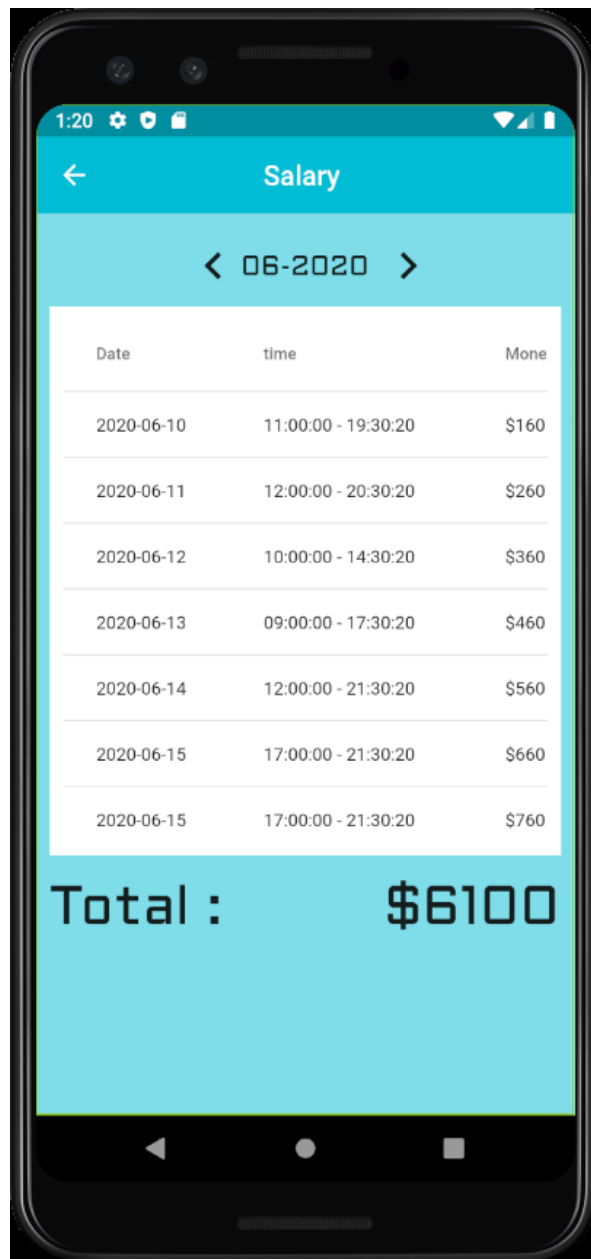 1:20
Salary
06-2020
Date time Mone
2020-06-10 11:00:00 - 19:30:20 $160
2020-06-11 12:00:00 - 20:30:20 $260
2020-06-12 10:00:00 - 14:30:20 $360
2020-06-13 09:00:00 - 17:30:20 $460
2020-06-14 12:00:00 - 21:30:20 $560
2020-06-15 17:00:00 - 21:30:20 $660
2020-06-15 17:00:00 - 21:30:20 $760
Total : $6100